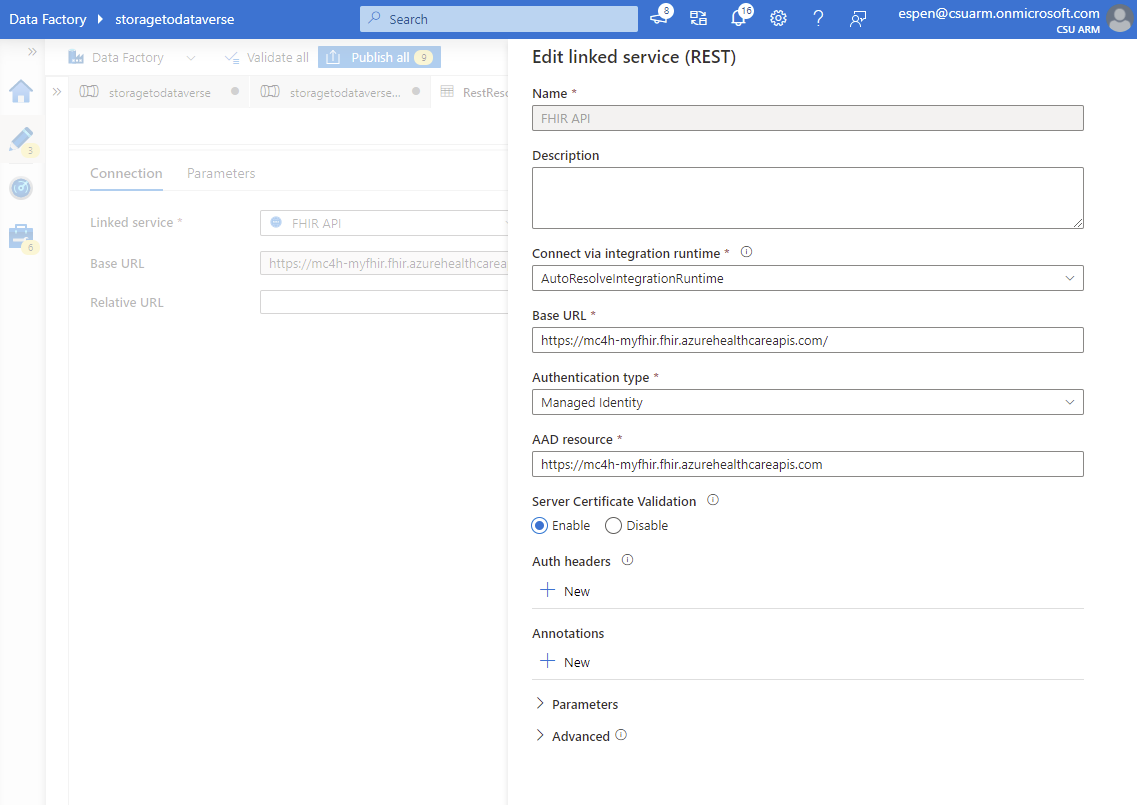 Data Factory
storagetodataverse
Search
8
16
espen@csuarm.onmicrosoft.com
CSU ARM
Data Factory
Validate all
Publish all
9
storagetodataverse
storagetodataverse...
RestReso
3
6
Connection
Parameters
Linked service *
FHIR API
Base URL
https://mc4h-myfhir.fhir.azurehealthcarea
Relative URL
Edit linked service (REST)
Name *
FHIR API
Description
Connect via integration runtime *
AutoResolveIntegrationRuntime
Base URL *
https://mc4h-myfhir.fhir.azurehealthcareapis.com/
Authentication type *
Managed Identity
AAD resource *
https://mc4h-myfhir.fhir.azurehealthcareapis.com
Server Certificate Validation
Enable
Disable
Auth headers
New
Annotations
New
Parameters
Advanced